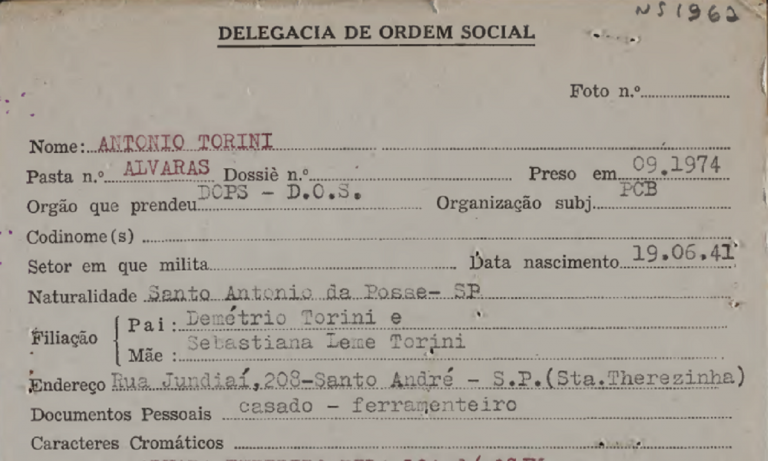 NS1962
DELEGACIA DE ORDEM SOCIAL
Foto n.º
Nome: ANTONIO TORINI
Pasta n.º ALVARAS Dossiê n.º Preso em 09.1974
Orgão que prendeu DOPS - D.O.S. Organização subj. PCB
Codinome(s)
Setor em que milita Data nascimento 19.06.41
Naturalidade Santo Antonio da Posse- SP
Filiação
Pai: Demétrio Torini e
Mãe: Sebastiana Leme Torini
Endereço Rua Jundiaí,208-Santo André - S.P.(Sta.Therezinha)
Documentos Pessoais casado - ferramenteiro
Caracteres Cromáticos